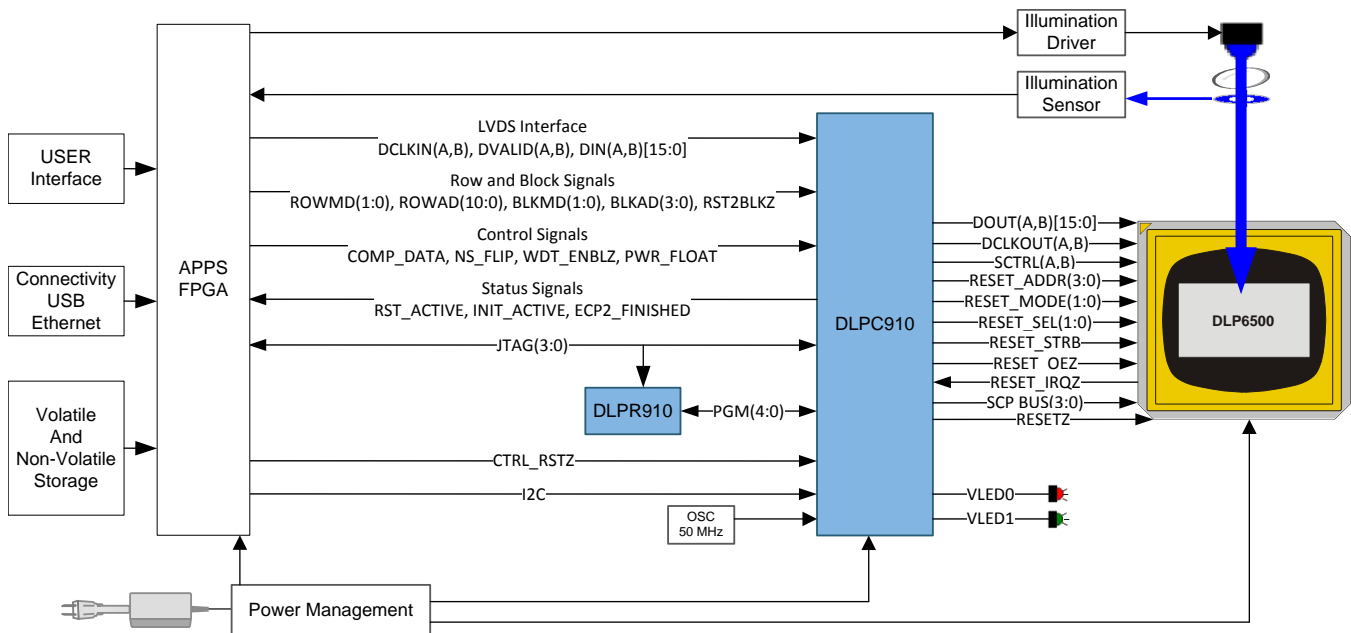 Illumination
Driver
Illumination
Sensor
USER
Interface
Connectivity
USB
Ethernet
Volatile
And
Non-Volatile
Storage
APPS
FPGA
LVDS Interface
DCLKIN(A,B), DVALID(A,B), DIN(A,B)[15:0]
Row and Block Signals
ROWMD(1:0), ROWAD(10:0), BLKMD(1:0), BLKAD(3:0), RST2BLKZ
Control Signals
COMP_DATA, NS_FLIP, WDT_ENBLZ, PWR_FLOAT
Status Signals
RST_ACTIVE, INIT_ACTIVE, ECP2_FINISHED
JTAG(3:0)
DLPR910
PGM(4:0)
CTRL_RSTZ
I2C
OSC
50 MHz
DLPC910
DOUT(A,B)[15:0]
DCLKOUT(A,B)
SCTRL(A,B)
RESET_ADDR(3:0)
RESET_MODE(1:0)
RESET_SEL(1:0)
RESET_STRB
RESET_OEZ
RESET_IRQZ
SCP BUS(3:0)
RESETZ
VLED0
VLED1
DLP6500
Power Management